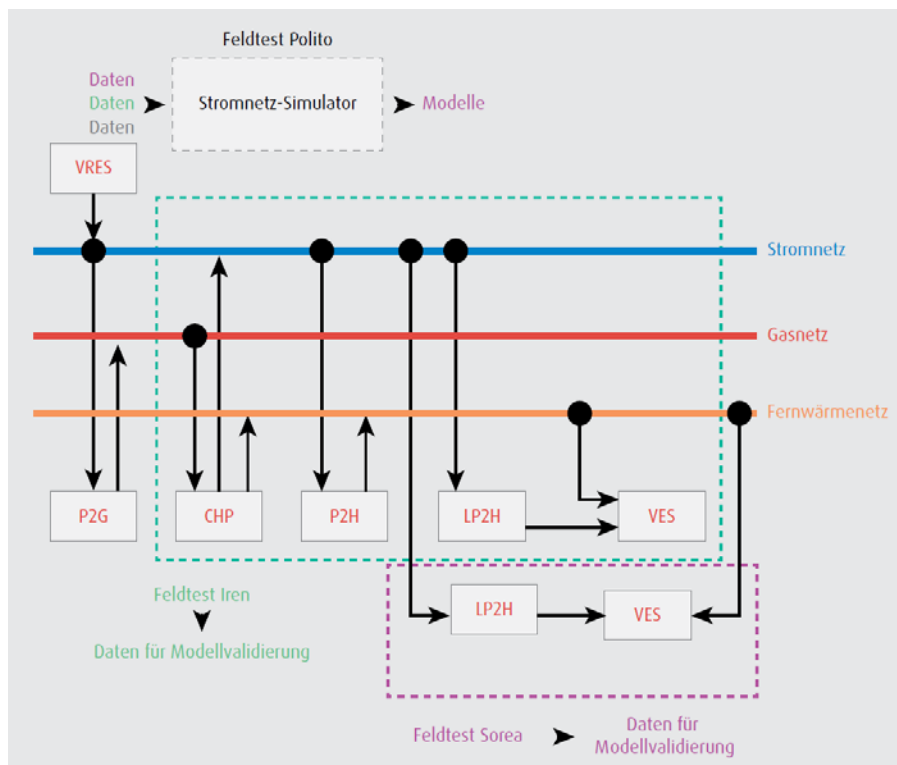 Feldtest Polito
Daten
Daten
Daten
Stromnetz-Simulator
Modelle
VRES
Stromnetz
Gasnetz
Fernwärmenetz
P2G
CHP
P2H
LP2H
VES
LP2H
VES
Feldtest Iren
Daten für Modellvalidierung
Feldtest Sorea
Daten für
Modellvalidierung